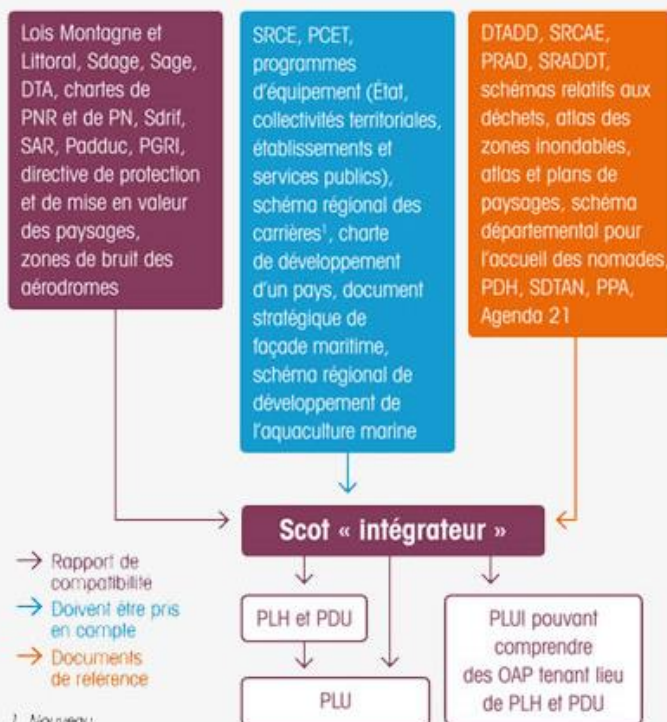 Lois Montagne et
Littoral, Sdage, Sage,
DTA, chartes de
PNR et de PN, Sdrif,
SAR, Padduc, PGRI,
directive de protection
et de mise en valeur
des paysages,
zones de bruit des
aérodromes
SRCE, PCET,
programmes
d'équipement (État,
collectivités territoriales,
établissements et
services publics),
schéma régional des
carrières¹, charte
de développement
d'un pays, document
stratégique de
façade maritime,
schéma régional de
développement de
l'aquaculture marine
DTADD, SRCAE,
PRAD, SRADDT,
schémas relatifs aux
déchets, atlas des
zones inondables,
atlas et plans de
paysages, schéma
départemental pour
l'accueil des nomades,
PDH, SDTAN, PPA,
Agenda 21
Scot « intégrateur »
→ Rapport de
compatibilité
→ Doivent être pris
en compte
→ Documents
de référence
PLH et PDU
PLU
PLUI pouvant
comprendre
des OAP tenant lieu
de PLH et PDU
1. Nouveau